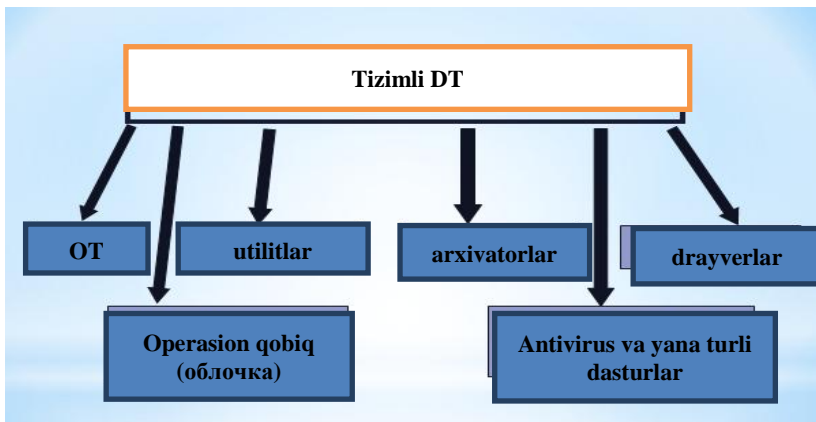 Tizimli DT
OT
utilitlar
arxivatorlar
drayverlar
Operasion qobiq
(облочка)
Antivirus va yana turli
dasturlar